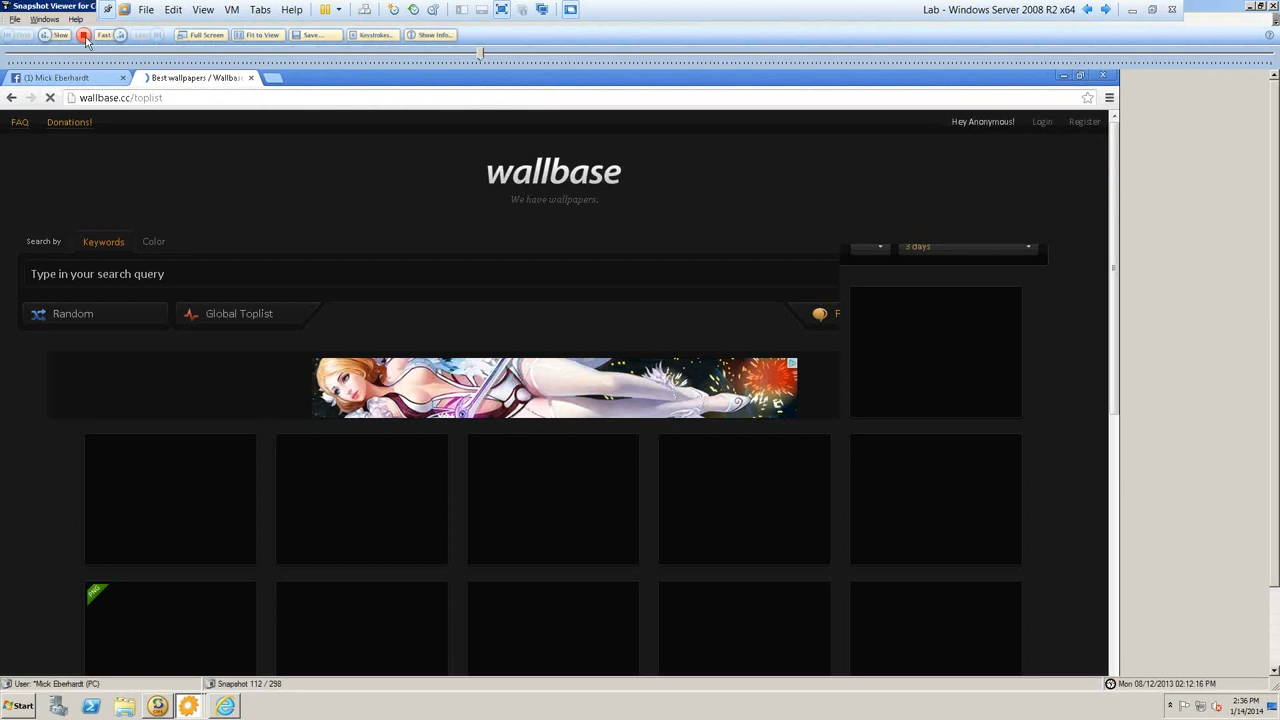 Snapshot Viewer for C
File Edit View VM Tabs Help
Lab - Windows Server 2008 R2 x64
File Windows Help
First Slow Fast Last Full Screen Fit to View Save... Keystrokes... Show Info...
(1) Mick Eberhardt
Best wallpapers / Wallbase
wallbase.cc/toplist
FAQ Donations!
Hey Anonymous! Login Register
wallbase
We have wallpapers.
Search by Keywords Color
3 days
Type in your search query
Random Global Toplist F
PNG
User: "Mick Eberhardt (PC)
Snapshot 112 / 298
Mon 08/12/2013 02:12:16 PM
Start
2:36 PM
1/14/2014